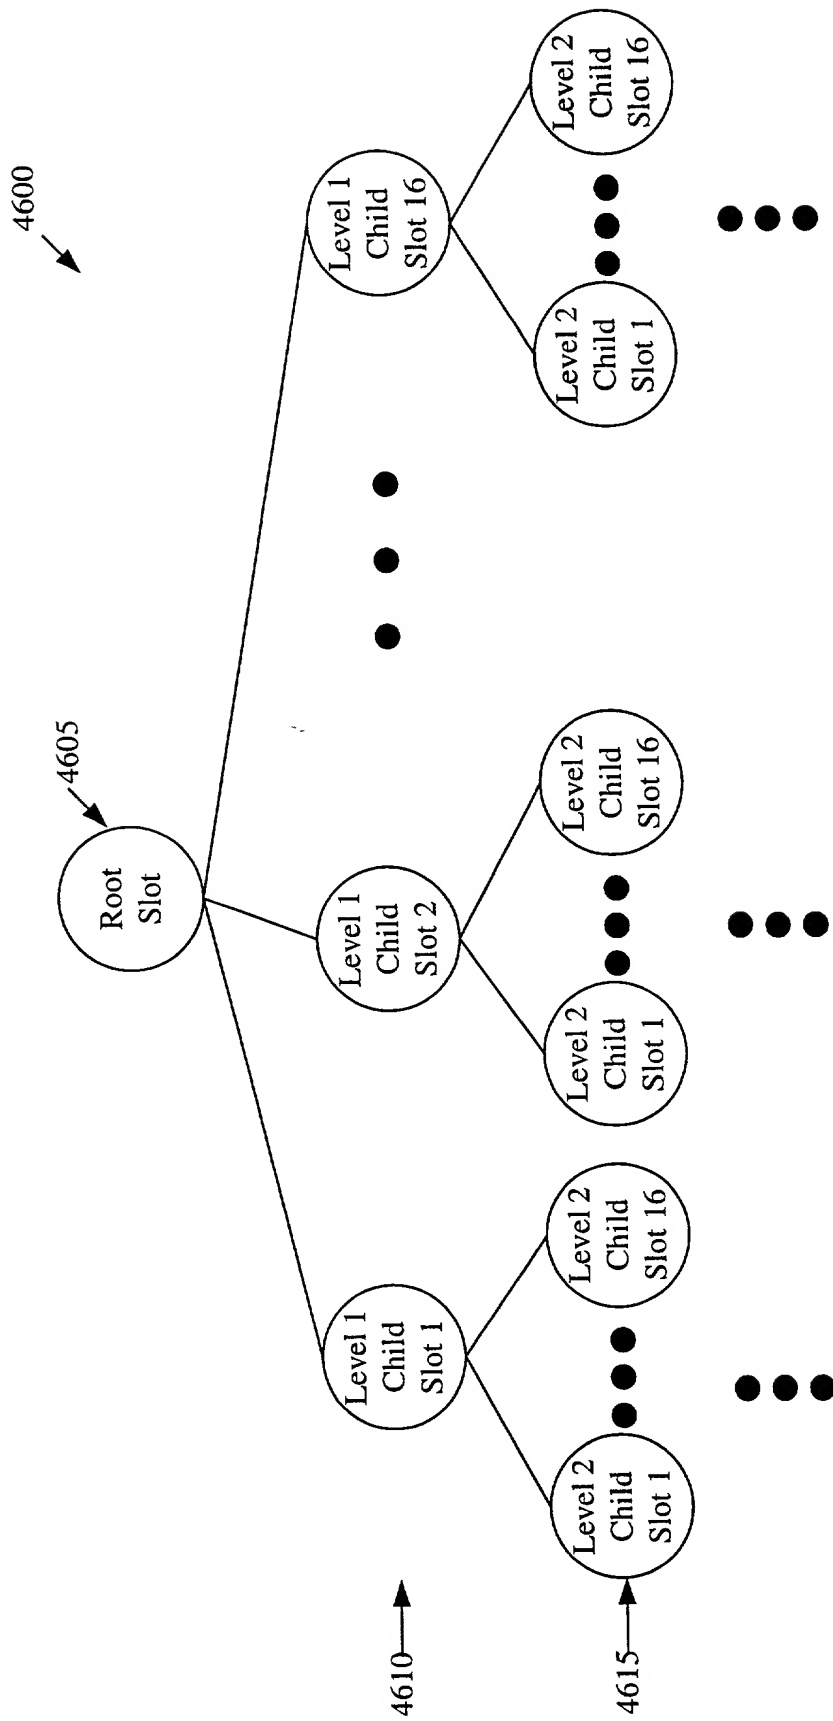 4600
Root
Slot
4605
4610
Level 1
Child
Slot 1
Level 1
Child
Slot 2
Level 1
Child
Slot 16
4615
Level 2
Child
Slot 1
Level 2
Child
Slot 16
Level 2
Child
Slot 1
Level 2
Child
Slot 16
Level 2
Child
Slot 1
Level 2
Child
Slot 16